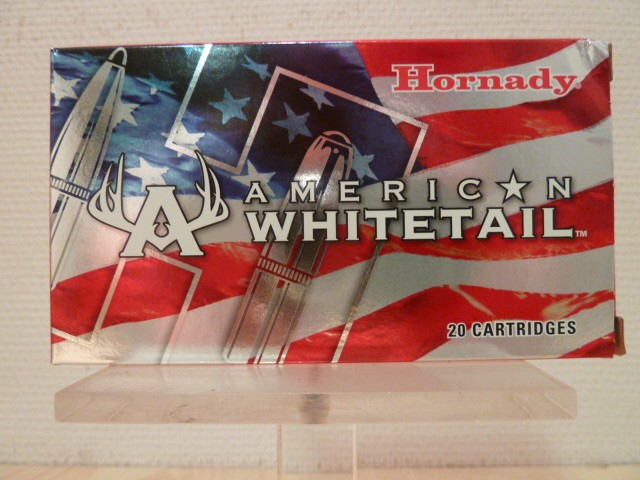 Hornady
AMERIC★N
WHITETAIL™
20 CARTRIDGES